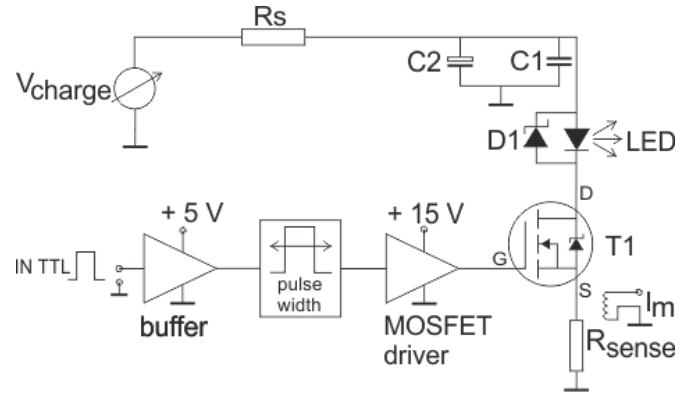 Rs
C2
C1
Vcharge
D1
LED
D
+ 5 V
+ 15 V
T1
IN TTL
G
pulse
width
S
Im
buffer
MOSFET
driver
Rsense